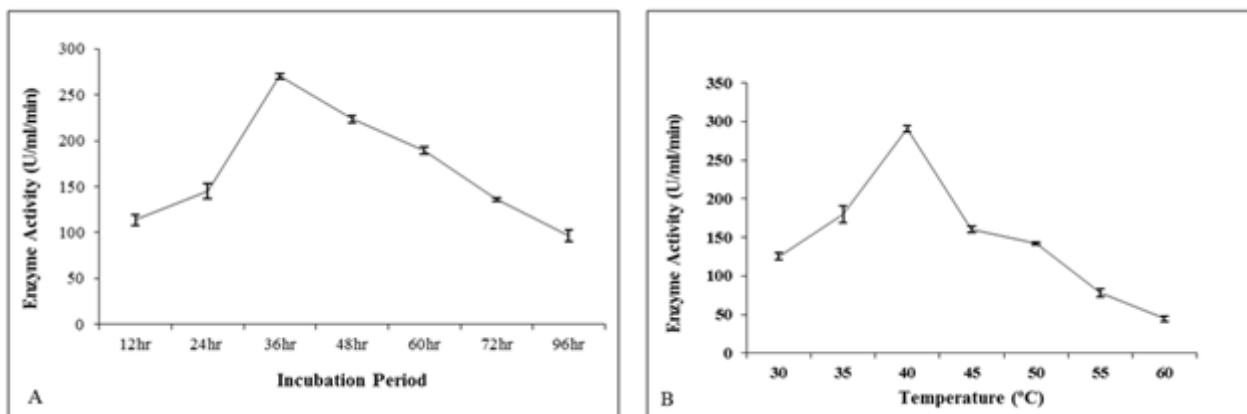 300
250
200
150
100
50
0
Enzyme Activity (U/ml/min)
12hr 24hr 36hr 48hr 60hr 72hr 96hr
Incubation Period
A
350
300
250
200
150
100
50
0
Enzyme Activity (U/ml/min)
30 35 40 45 50 55 60
Temperature (°C)
B